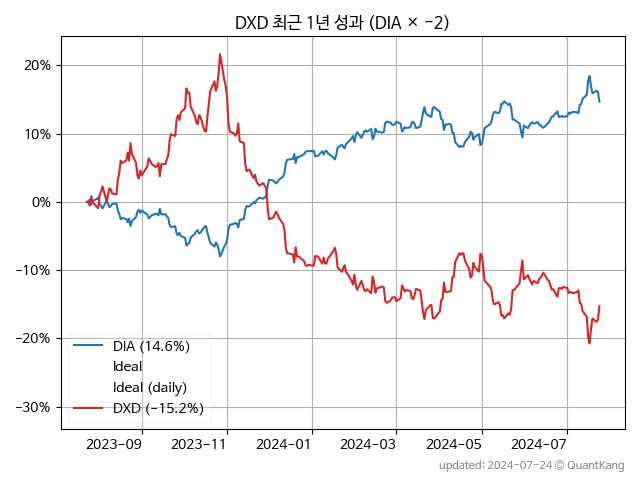 DXD 최근 1년 성과 (DIA × −2)
20%
10%
0%
−10%
−20%
−30%
DIA (14.6%)
Ideal
Ideal (daily)
DXD (−15.2%)
2023−09
2023−11
2024−01
2024−03
2024−05
2024−07
updated: 2024-07-24 © QuantKang